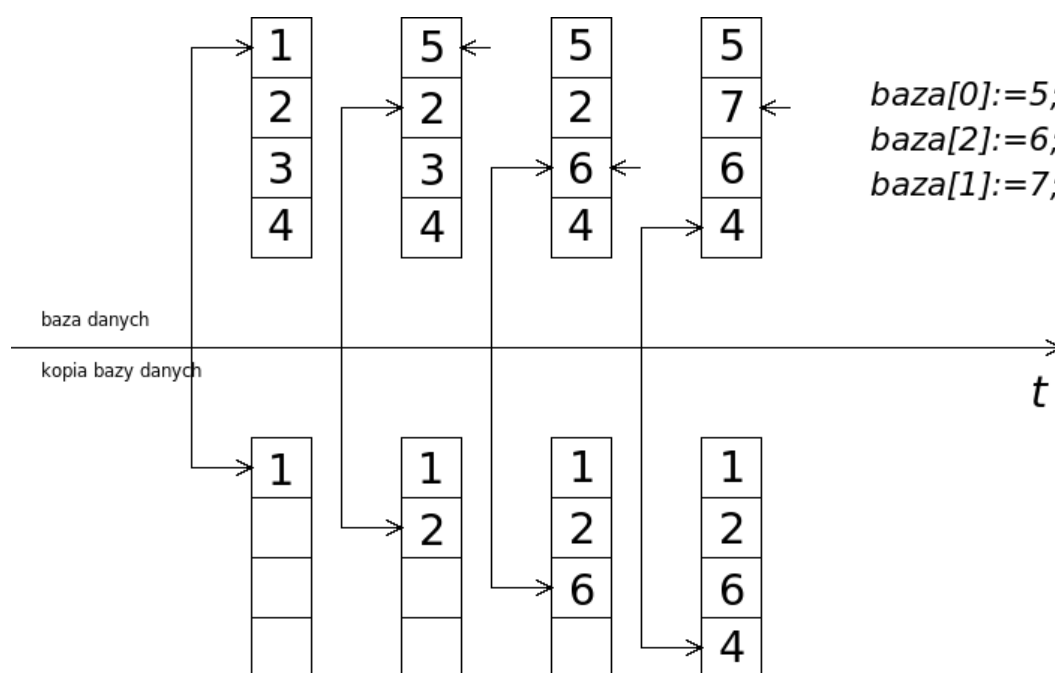 1 5 5 5
2 2 2 7
3 3 6 6
4 4 4 4
baza[0]:=5;
baza[2]:=6;
baza[1]:=7;
baza danych
kopia bazy danych
t
1 1 1 1
2 2 2
6 6
4